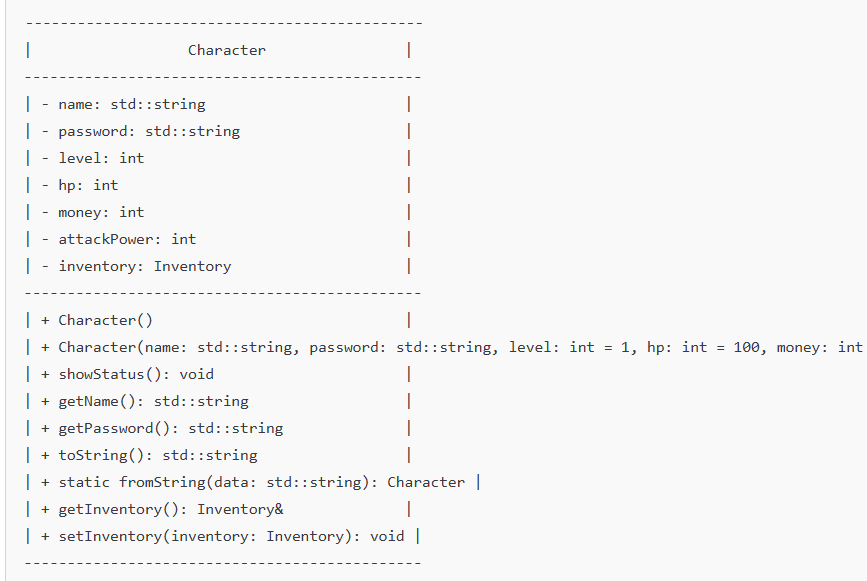 ----------------------------------------------
|                  Character                |
----------------------------------------------
| - name: std::string                       |
| - password: std::string                   |
| - level: int                              |
| - hp: int                                 |
| - money: int                              |
| - attackPower: int                        |
| - inventory: Inventory                    |
----------------------------------------------
| + Character()                             |
| + Character(name: std::string, password: std::string, level: int = 1, hp: int = 100, money: int
| + showStatus(): void                      |
| + getName(): std::string                  |
| + getPassword(): std::string              |
| + toString(): std::string                 |
| + static fromString(data: std::string): Character |
| + getInventory(): Inventory&              |
| + setInventory(inventory: Inventory): void |
----------------------------------------------